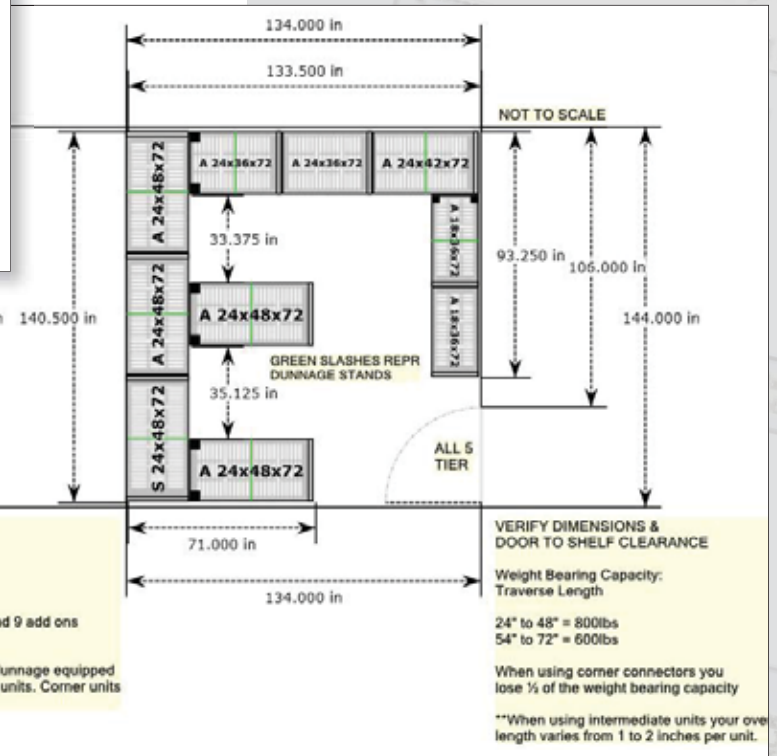 134.000 in
133.500 in
NOT TO SCALE
A 24x36x72
A 24x36x72
A 24x42x72
A 24x48x72
A 18x36x72
33.375 in
93.250 in
106.000 in
140.500 in
A 24x48x72
A 24x48x72
A 18x36x72
144.000 in
GREEN SLASHES REPR
DUNNAGE STANDS
35.125 in
S 24x48x72
A 24x48x72
ALL 5
TIER
71.000 in
134.000 in
VERIFY DIMENSIONS &
DOOR TO SHELF CLEARANCE
Weight Bearing Capacity:
Traverse Length
24" to 48" = 800lbs
54" to 72" = 600lbs
When using corner connectors you
lose ½ of the weight bearing capacity
**When using intermediate units your ove
length varies from 1 to 2 inches per unit.
9 add ons
equipped
units. Corner units